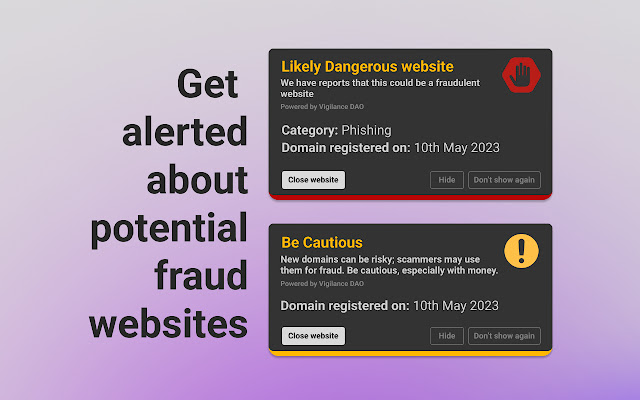 Get
alerted
about
potential
fraud
websites
Likely Dangerous website
We have reports that this could be a fraudulent
website
Powered by Vigilance DAO
Category: Phishing
Domain registered on: 10th May 2023
Close website
Hide
Don't show again
Be Cautious
New domains can be risky; scammers may use
them for fraud. Be cautious, especially with money.
Powered by Vigilance DAO
Domain registered on: 10th May 2023
Close website
Hide
Don't show again